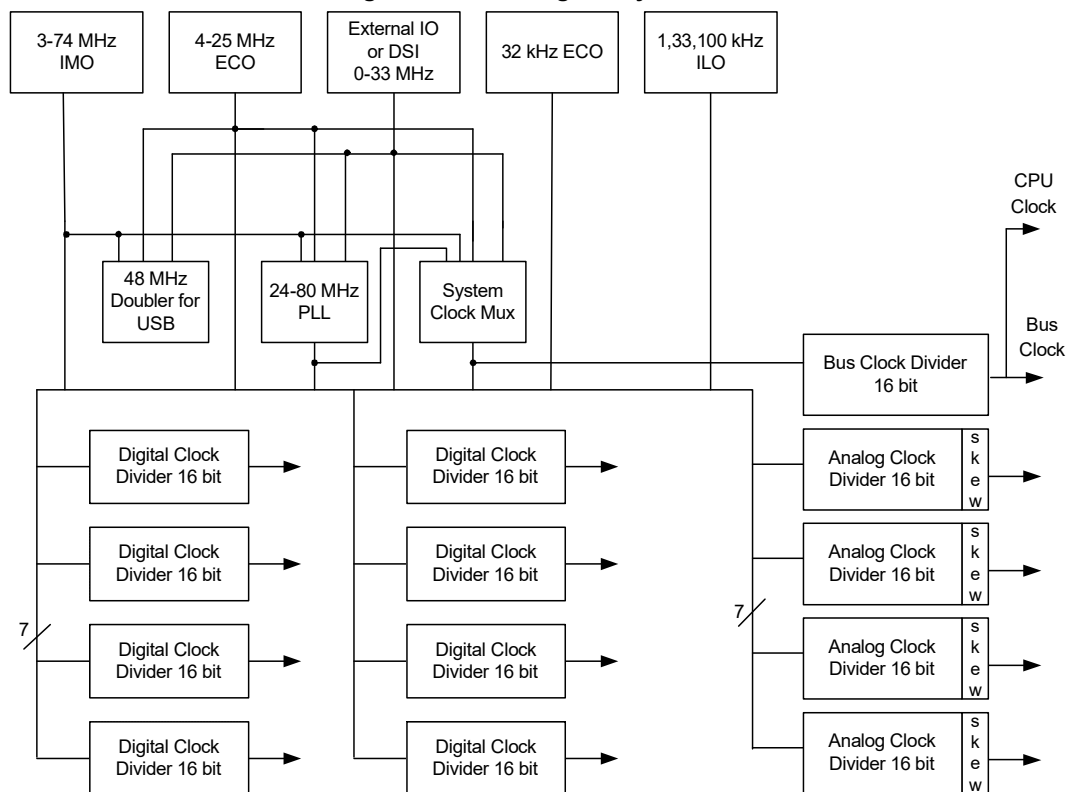 3-74 MHz
IMO
4-25 MHz
ECO
External IO
or DSI
0-33 MHz
32 kHz ECO
1,33,100 kHz
ILO
CPU
Clock
48 MHz
Doubler for
USB
24-80 MHz
PLL
System
Clock Mux
Bus Clock Divider
16 bit
Bus
Clock
Digital Clock
Divider 16 bit
Digital Clock
Divider 16 bit
Analog Clock
Divider 16 bit
s
k
e
w
Digital Clock
Divider 16 bit
Digital Clock
Divider 16 bit
Analog Clock
Divider 16 bit
s
k
e
w
7
7
Digital Clock
Divider 16 bit
Digital Clock
Divider 16 bit
Analog Clock
Divider 16 bit
s
k
e
w
Digital Clock
Divider 16 bit
Digital Clock
Divider 16 bit
Analog Clock
Divider 16 bit
s
k
e
w